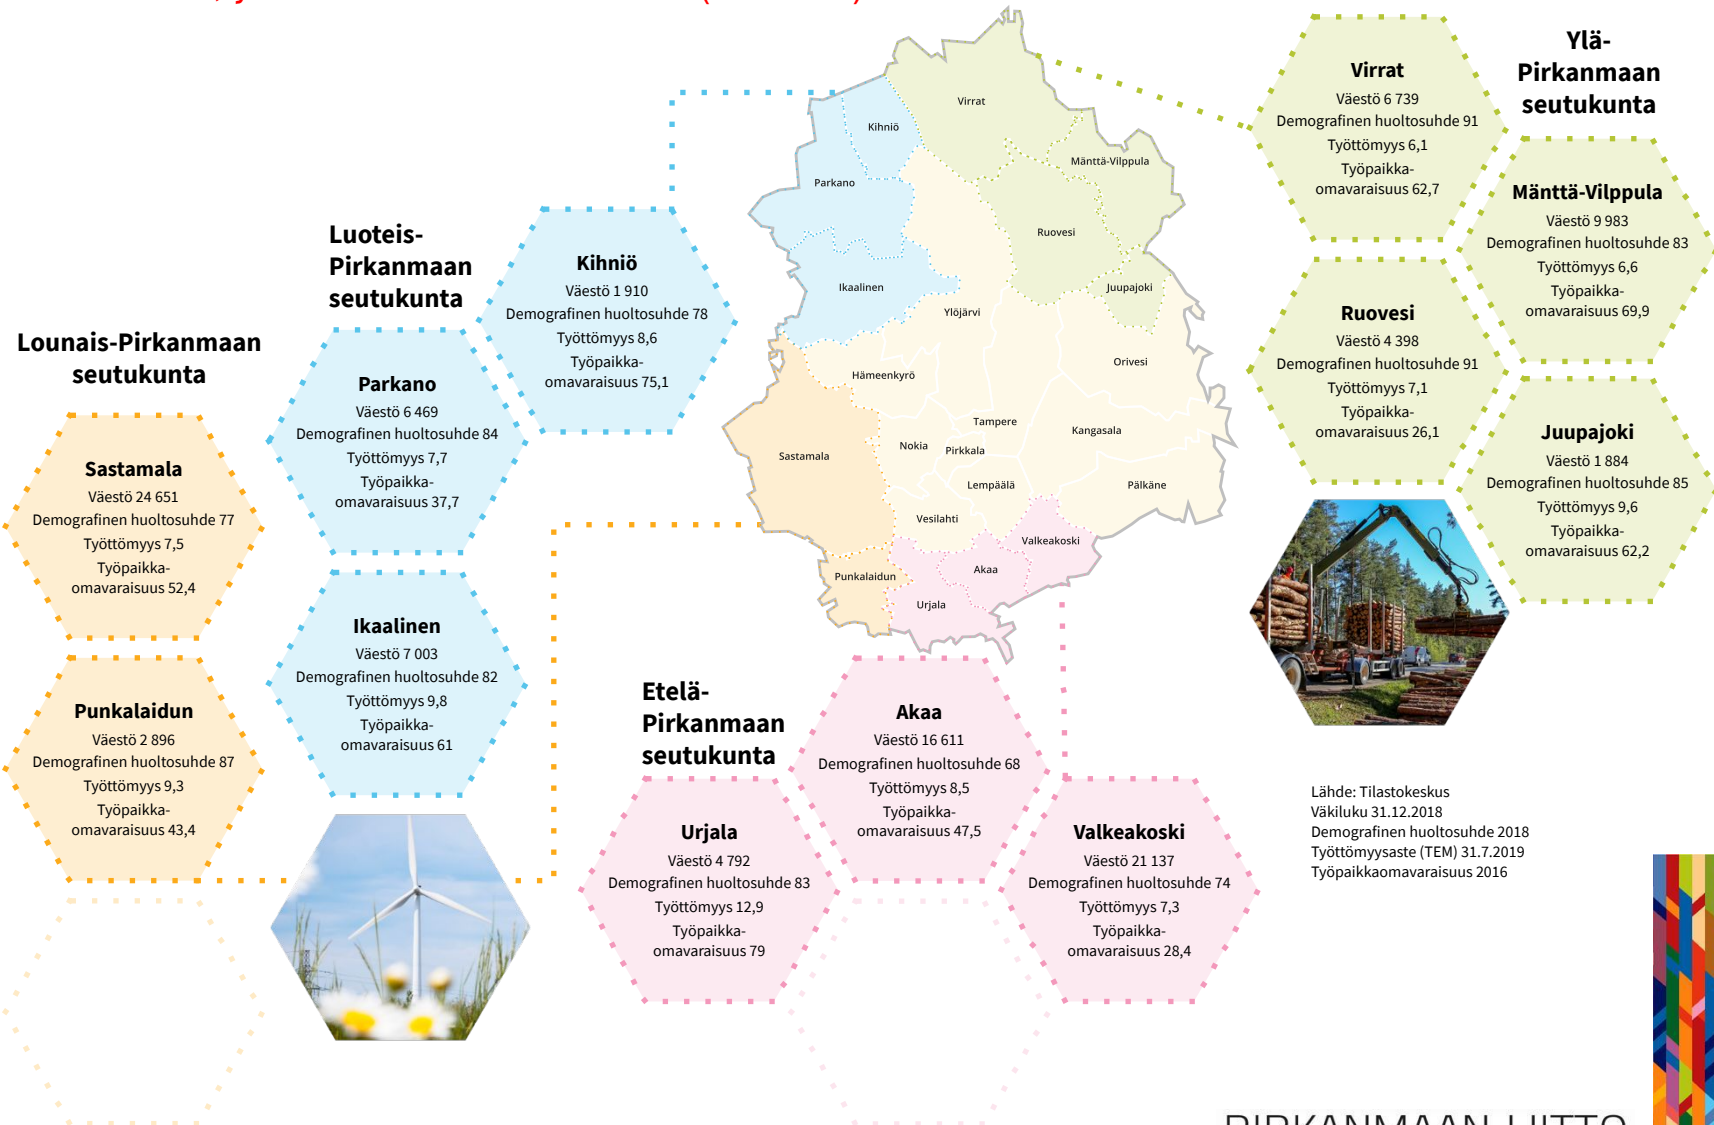 Ylä-
Pirkanmaan
seutukunta
Virrat
Väestö 6 739
Demografinen huoltosuhde 91
Työttömyys 6,1
Työpaikka-
omavaraisuus 62,7
Mänttä-Vilppula
Väestö 9 983
Demografinen huoltosuhde 83
Työttömyys 6,6
Työpaikka-
omavaraisuus 69,9
Ruovesi
Väestö 4 398
Demografinen huoltosuhde 91
Työttömyys 7,1
Työpaikka-
omavaraisuus 26,1
Juupajoki
Väestö 1 884
Demografinen huoltosuhde 85
Työttömyys 9,6
Työpaikka-
omavaraisuus 62,2
Luoteis-
Pirkanmaan
seutukunta
Kihniö
Väestö 1 910
Demografinen huoltosuhde 78
Työttömyys 8,6
Työpaikka-
omavaraisuus 75,1
Parkano
Väestö 6 469
Demografinen huoltosuhde 84
Työttömyys 7,7
Työpaikka-
omavaraisuus 37,7
Ikaalinen
Väestö 7 003
Demografinen huoltosuhde 82
Työttömyys 9,8
Työpaikka-
omavaraisuus 61
Lounais-Pirkanmaan
seutukunta
Sastamala
Väestö 24 651
Demografinen huoltosuhde 77
Työttömyys 7,5
Työpaikka-
omavaraisuus 52,4
Punkalaidun
Väestö 2 896
Demografinen huoltosuhde 87
Työttömyys 9,3
Työpaikka-
omavaraisuus 43,4
Etelä-
Pirkanmaan
seutukunta
Akaa
Väestö 16 611
Demografinen huoltosuhde 68
Työttömyys 8,5
Työpaikka-
omavaraisuus 47,5
Urjala
Väestö 4 792
Demografinen huoltosuhde 83
Työttömyys 12,9
Työpaikka-
omavaraisuus 79
Valkeakoski
Väestö 21 137
Demografinen huoltosuhde 74
Työttömyys 7,3
Työpaikka-
omavaraisuus 28,4
Virrat
Kihniö
Mänttä-Vilppula
Parkano
Ruovesi
Ikaalinen
Juupajoki
Ylöjärvi
Orivesi
Hämeenkyrö
Tampere
Kangasala
Nokia
Pirkkala
Sastamala
Lempäälä
Pälkäne
Vesilahti
Valkeakoski
Akaa
Punkalaidun
Urjala
Lähde: Tilastokeskus
Väkiluku 31.12.2018
Demografinen huoltosuhde 2018
Työttömyysaste (TEM) 31.7.2019
Työpaikkaomavaraisuus 2016
PIRKANMAAN LIITTO